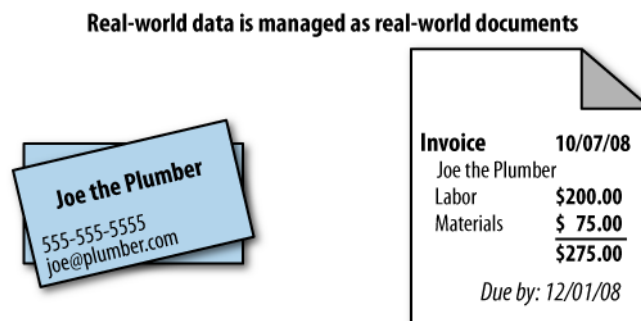 Real-world data is managed as real-world documents
Joe the Plumber
555-555-5555
joe@plumber.com
Invoice 10/07/08
Joe the Plumber
Labor $200.00
Materials $ 75.00
$275.00
Due by: 12/01/08